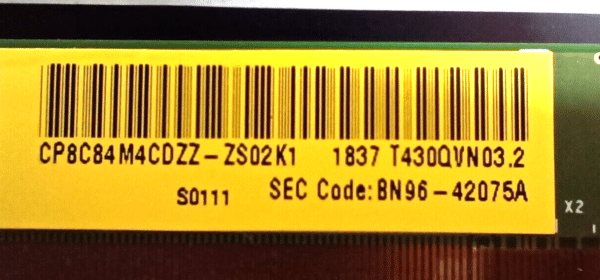 CP8C84M4CDZZ-ZS02K1 1837 T430QVN03.2
S0111 SEC Code:BN96-42075A
X2